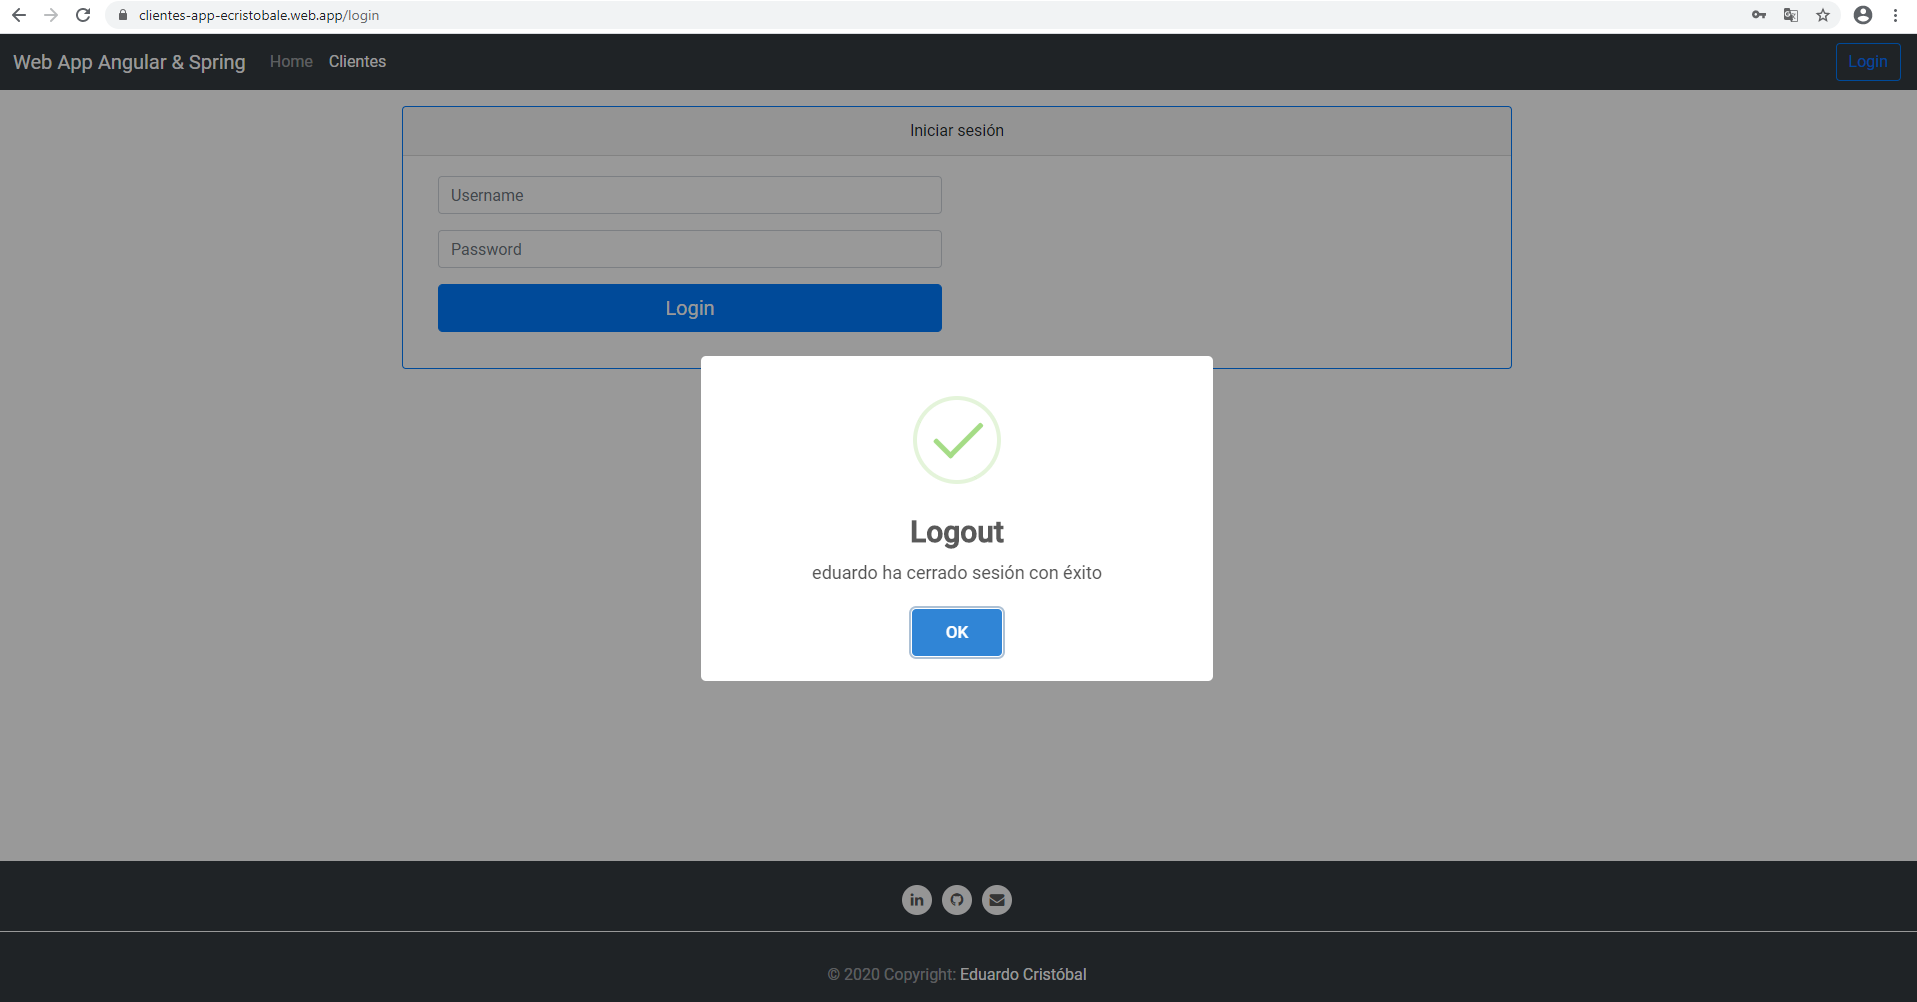 clientes-app-ecristobale.web.app/login
Web App Angular & Spring Home Clientes Login
Iniciar sesión
Username
Password
Login
Logout
eduardo ha cerrado sesión con éxito
OK
in
© 2020 Copyright: Eduardo Cristóbal